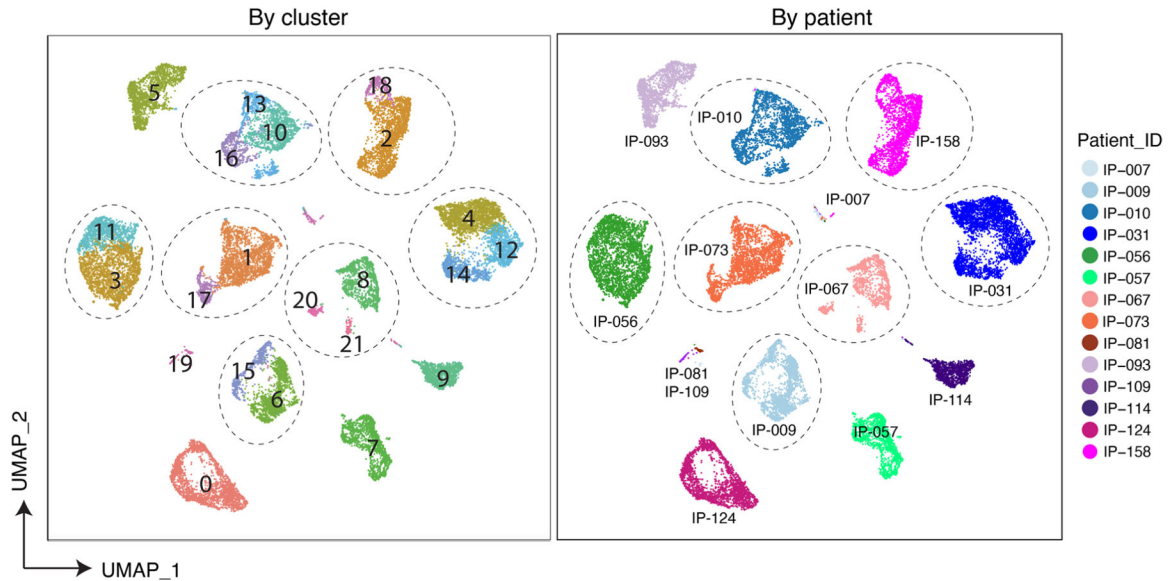 By cluster
By patient
5
13
10
16
18
2
11
3
1
17
4
12
14
8
20
21
19
15
6
9
7
0
UMAP_2
UMAP_1
IP-093
IP-010
IP-158
IP-007
IP-056
IP-073
IP-067
IP-031
IP-081
IP-109
IP-009
IP-114
IP-057
IP-124
Patient_ID
IP−007
IP−009
IP−010
IP−031
IP−056
IP−057
IP−067
IP−073
IP−081
IP−093
IP−109
IP−114
IP−124
IP−158